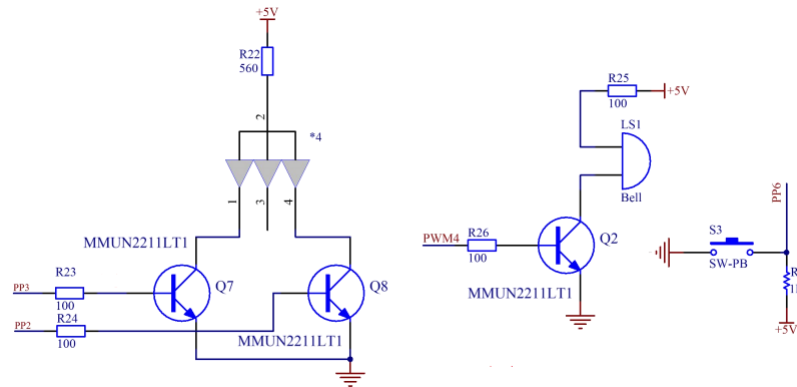 +5V
R22
560
2
*4
1
3
4
MMUN2211LT1
R23
PP3
100
Q7
Q8
R24
PP2
100
MMUN2211LT1
R25
+5V
100
LS1
Bell
R26
PWM4
100
Q2
MMUN2211LT1
PP6
S3
SW-PB
+5V